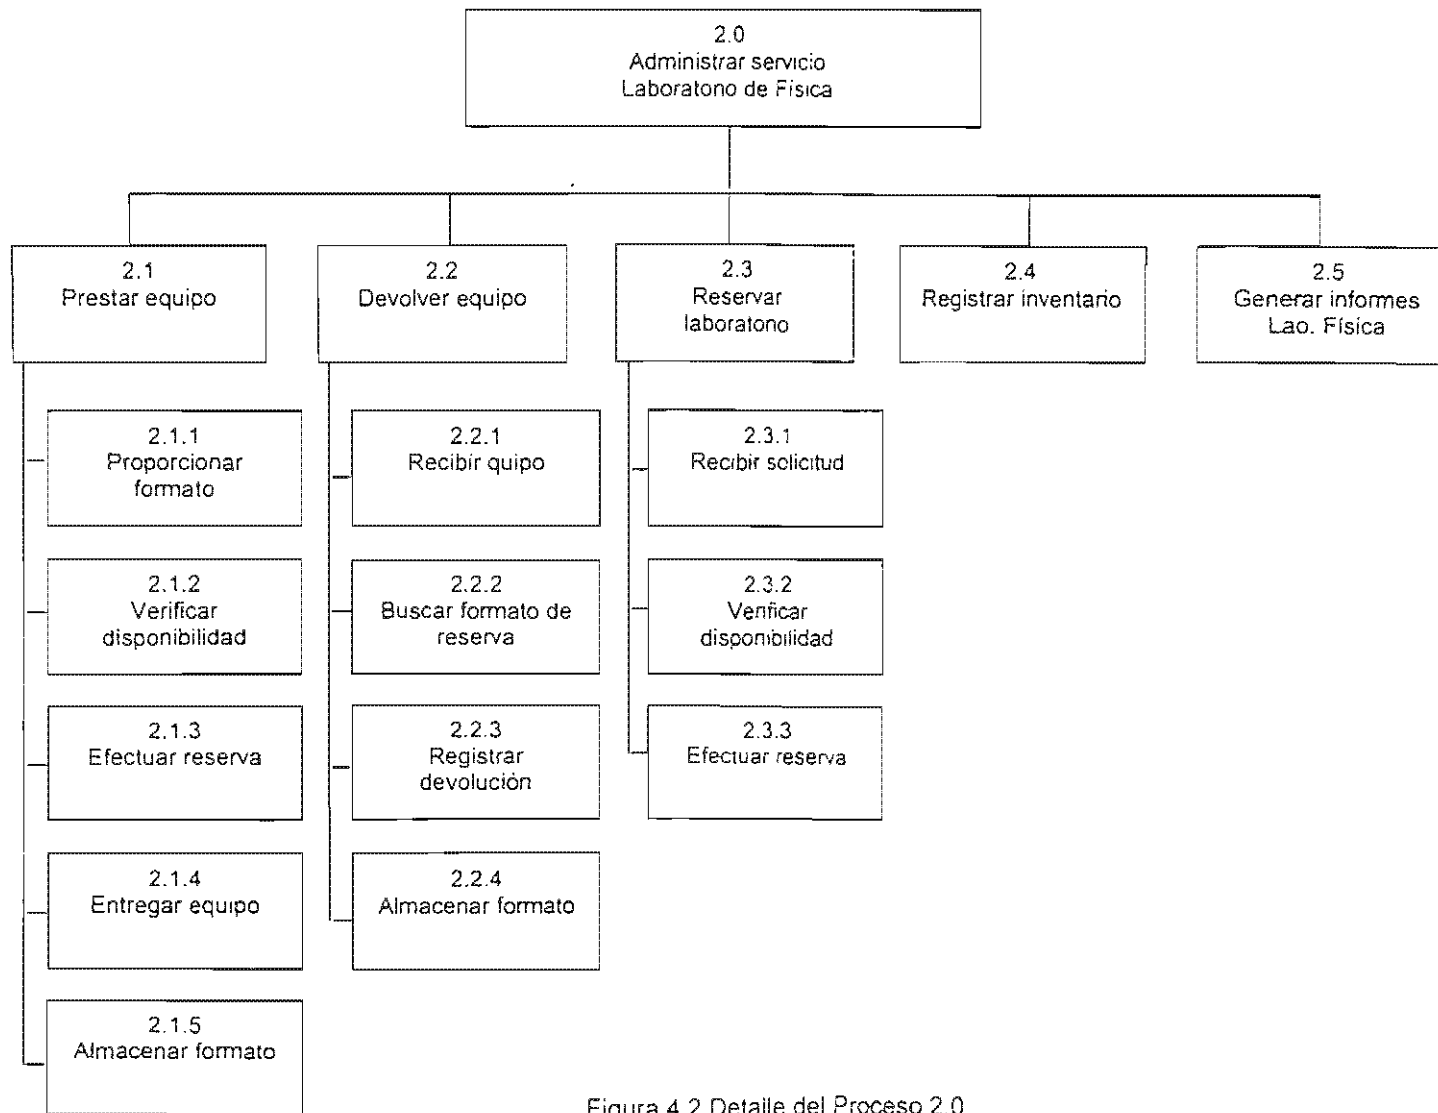 2.0
Administrar servicio
Laboratono de Física
2.1
Prestar equipo
2.2
Devolver equipo
2.3
Reservar
laboratono
2.4
Registrar inventario
2.5
Generar informes
Lao. Física
2.1.1
Proporcionar
formato
2.2.1
Recibir quipo
2.3.1
Recibir solicitud
2.1.2
Verificar
disponibilidad
2.2.2
Buscar formato de
reserva
2.3.2
Verificar
disponibilidad
2.1.3
Efectuar reserva
2.2.3
Registrar
devolución
2.3.3
Efectuar reserva
2.1.4
Entregar equipo
2.2.4
Almacenar formato
2.1.5
Almacenar formato
Figura 4.2 Detalle del Proceso 2.0